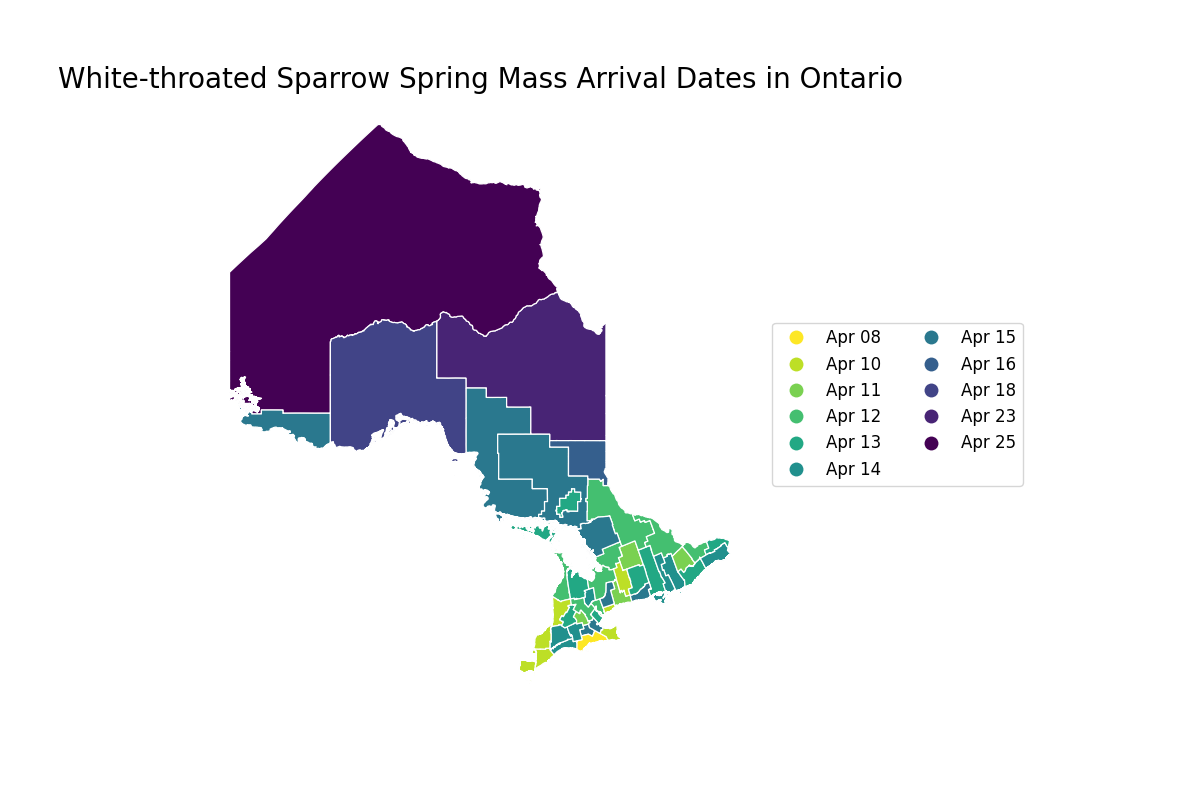 White-throated Sparrow Spring Mass Arrival Dates in Ontario
Apr 08
Apr 10
Apr 11
Apr 12
Apr 13
Apr 14
Apr 15
Apr 16
Apr 18
Apr 23
Apr 25